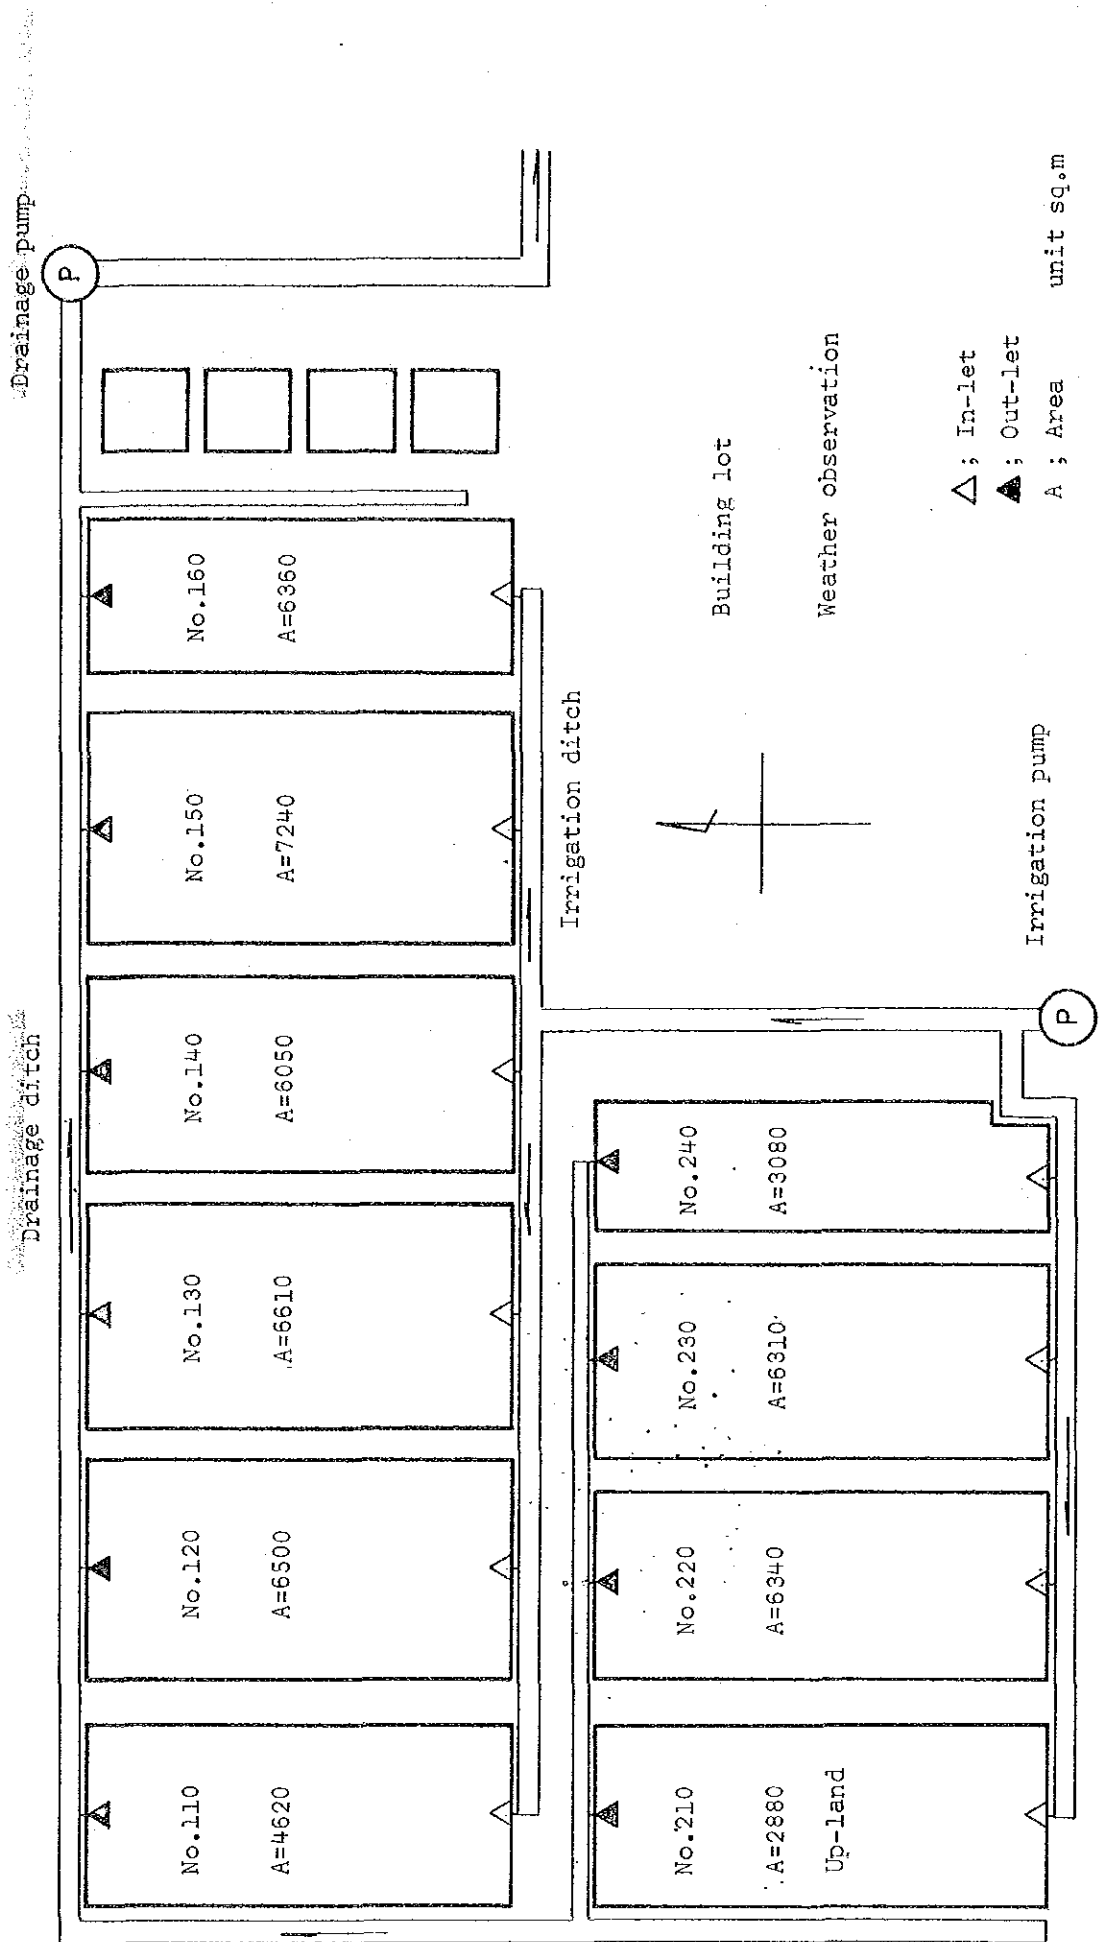 Drainage ditch
Drainage pump
P
No.110
A=4620
No.120
A=6500
No.130
A=6610
No.140
A=6050
No.150
A=7240
No.160
A=6360
Irrigation ditch
No.210
A=2880
Up-land
No.220
A=6340
No.230
A=6310
No.240
A=3080
Building lot
Weather observation
Irrigation pump
P
; In-let
; Out-let
A ; Area unit sq.m